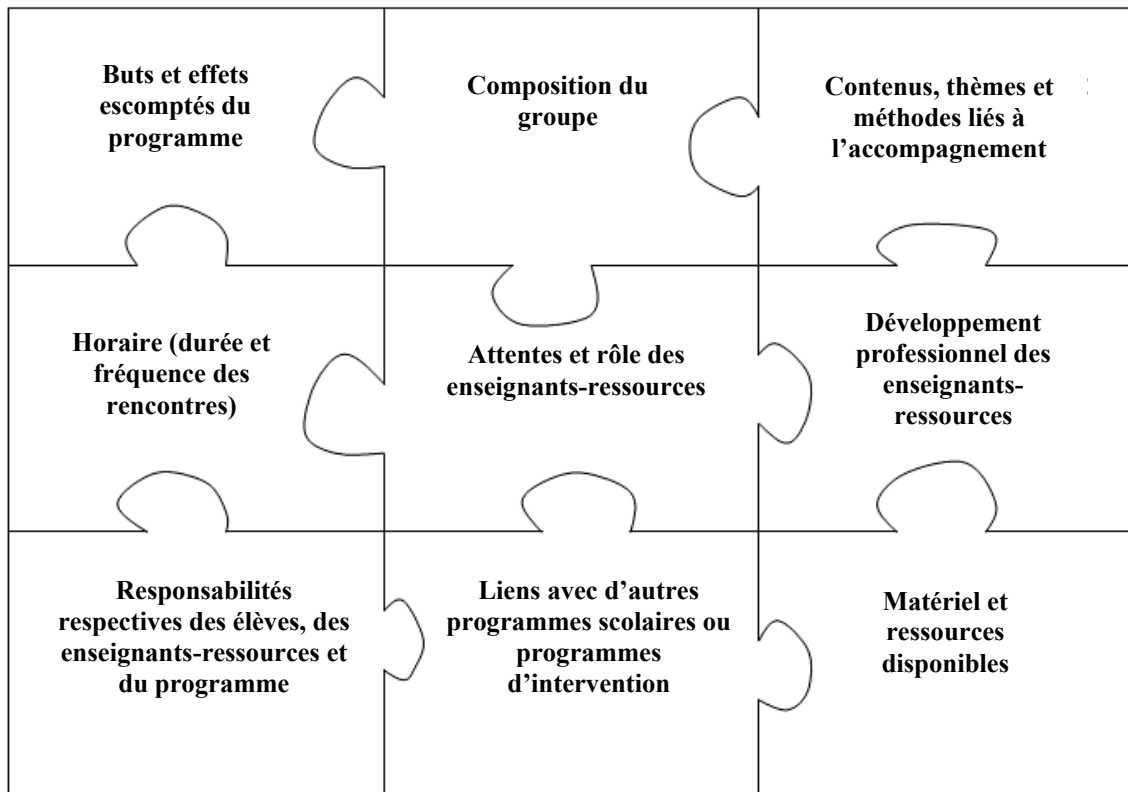 Buts et effets
escomptés du
programme
Composition du
groupe
Contenus, thèmes et
méthodes liés à
l’accompagnement
Horaire (durée et
fréquence des
rencontres)
Attentes et rôle des
enseignants-ressources
Développement
professionnel des
enseignants-
ressources
Responsabilités
respectives des élèves, des
enseignants-ressources et
du programme
Liens avec d’autres
programmes scolaires ou
programmes
d’intervention
Matériel et
ressources
disponibles